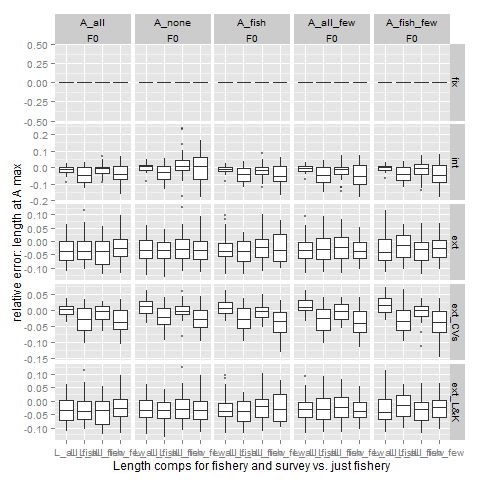 A_all A_none A_fish A_all_few A_fish_few
F0 F0 F0 F0 F0
0.50
0.25
0.00
-0.25
-0.50
fix
0.2
0.1
0.0
-0.1
-0.2
int
0.10
0.05
0.00
-0.05
-0.10
ext
0.05
0.00
-0.05
-0.10
-0.15
ext_CVs
0.10
0.05
0.00
-0.05
-0.10
ext_L&K
relative error: length at A max
Length comps for fishery and survey vs. just fishery